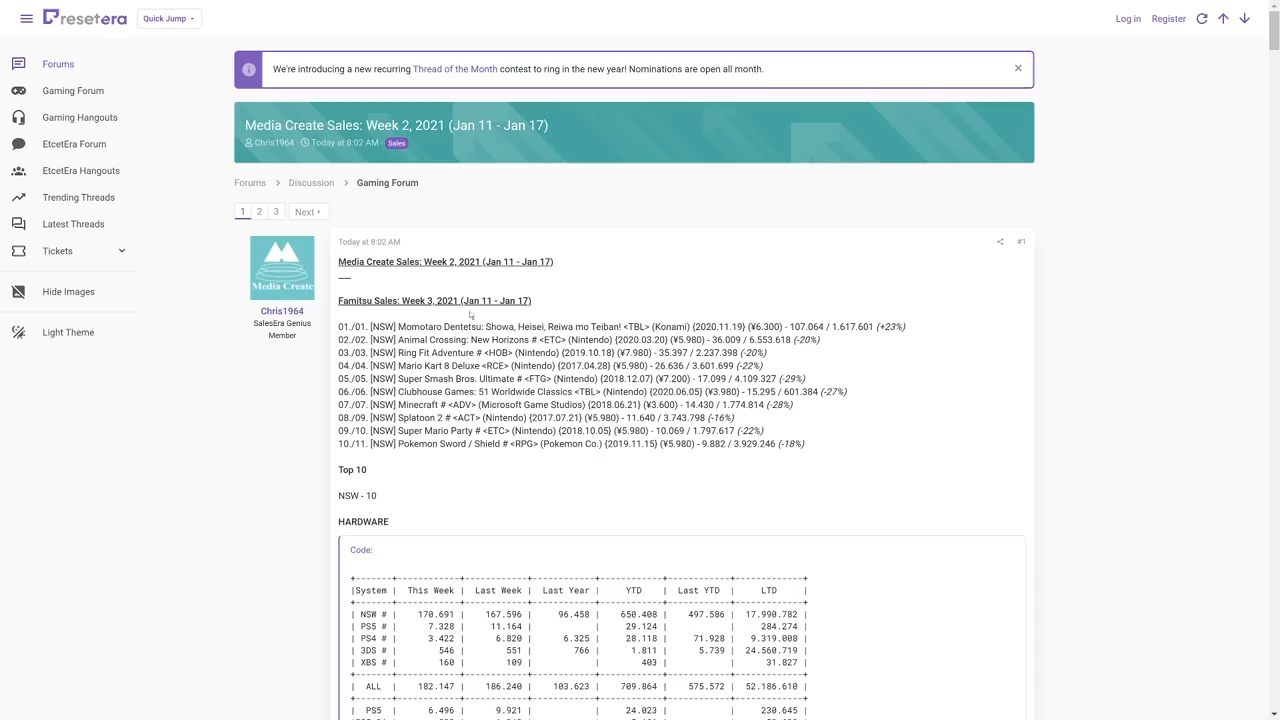 resetera
Quick Jump
Log in
Register
Forums
Gaming Forum
Gaming Hangouts
EtcetEra Forum
EtcetEra Hangouts
Trending Threads
Latest Threads
Tickets
Hide Images
Light Theme
We're introducing a new recurring Thread of the Month contest to ring in the new year! Nominations are open all month.
Media Create Sales: Week 2, 2021 (Jan 11 - Jan 17)
Chris1964 · Today at 8:02 AM · Sales
Forums > Discussion > Gaming Forum
1 2 3 Next
Media Create
Chris1964
SalesEra Genius
Member
Today at 8:02 AM #1
Media Create Sales: Week 2, 2021 (Jan 11 - Jan 17)
Famitsu Sales: Week 3, 2021 (Jan 11 - Jan 17)
01./01. [NSW] Momotaro Dentetsu: Showa, Heisei, Reiwa mo Teiban! <TBL> (Konami) {2020.11.19} (¥6.300) - 107.064 / 1.617.601 (+23%)
02./02. [NSW] Animal Crossing: New Horizons # <ETC> (Nintendo) {2020.03.20} (¥5.980) - 36.009 / 6.553.618 (-20%)
03./03. [NSW] Ring Fit Adventure # <HOB> (Nintendo) {2019.10.18} (¥7.980) - 35.397 / 2.237.398 (-20%)
04./04. [NSW] Mario Kart 8 Deluxe <RCE> (Nintendo) {2017.04.28} (¥5.980) - 26.636 / 3.601.699 (-22%)
05./05. [NSW] Super Smash Bros. Ultimate # <FTG> (Nintendo) {2018.12.07} (¥7.200) - 17.099 / 4.109.327 (-29%)
06./06. [NSW] Clubhouse Games: 51 Worldwide Classics <TBL> (Nintendo) {2020.06.05} (¥3.980) - 15.295 / 601.384 (-27%)
07./07. [NSW] Minecraft # <ADV> (Microsoft Game Studios) {2018.06.21} (¥3.600) - 14.430 / 1.774.814 (-28%)
08./09. [NSW] Splatoon 2 # <ACT> (Nintendo) {2017.07.21} (¥5.980) - 11.640 / 3.743.798 (-16%)
09./10. [NSW] Super Mario Party # <ETC> (Nintendo) {2018.10.05} (¥5.980) - 10.069 / 1.797.617 (-22%)
10./11. [NSW] Pokemon Sword / Shield # <RPG> (Pokemon Co.) {2019.11.15} (¥5.980) - 9.882 / 3.929.246 (-18%)
Top 10
NSW - 10
HARDWARE
Code:
|System | This Week | Last Week | Last Year | YTD | Last YTD | LTD |
| NSW # | 170.691 | 167.596 | 96.458 | 650.408 | 497.586 | 17.990.782 |
| PS5 # | 7.328 | 11.164 | | 29.124 | | 284.274 |
| PS4 # | 3.422 | 6.820 | 6.325 | 28.118 | 71.928 | 9.319.008 |
| 3DS # | 546 | 551 | 766 | 1.811 | 5.739 | 24.560.719 |
| XBS # | 160 | 109 | | 403 | | 31.827 |
| ALL | 182.147 | 186.240 | 103.623 | 709.864 | 575.572 | 52.186.610 |
| PS5 | 6.496 | 9.921 | | 24.023 | | 230.645 |